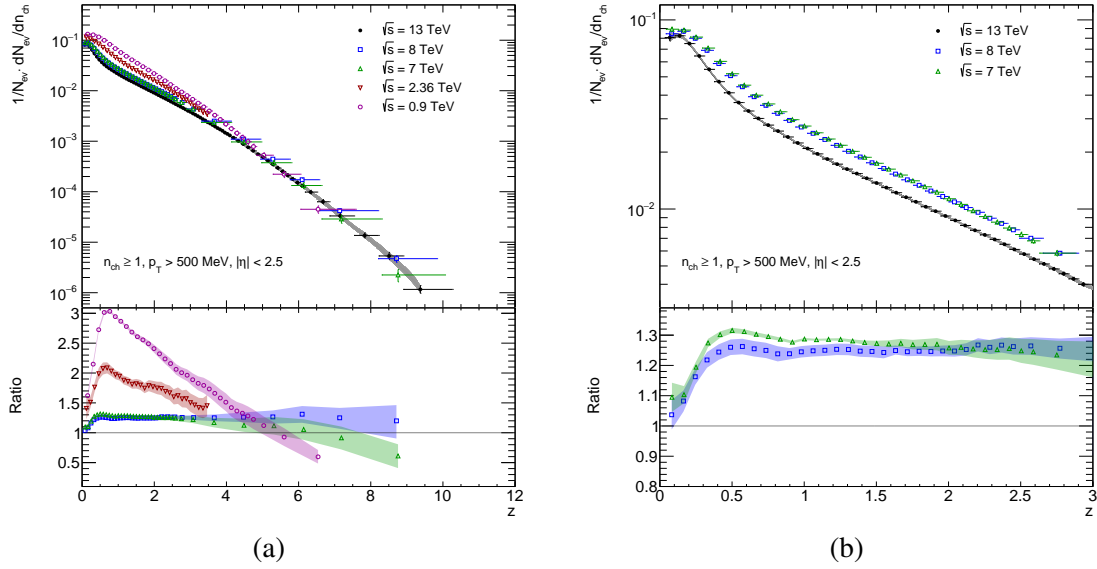 1/N_ev · dN_ev/dn_ch
10^-1
10^-2
10^-3
10^-4
10^-5
10^-6
√s = 13 TeV
√s = 8 TeV
√s = 7 TeV
√s = 2.36 TeV
√s = 0.9 TeV
n_ch ≥ 1, p_T > 500 MeV, |η| < 2.5
Ratio
3
2.5
2
1.5
1
0.5
0 2 4 6 8 10 12
z
(a)
1/N_ev · dN_ev/dn_ch
10^-1
10^-2
√s = 13 TeV
√s = 8 TeV
√s = 7 TeV
n_ch ≥ 1, p_T > 500 MeV, |η| < 2.5
Ratio
1.3
1.2
1.1
1
0.9
0.8
0 0.5 1 1.5 2 2.5 3
z
(b)